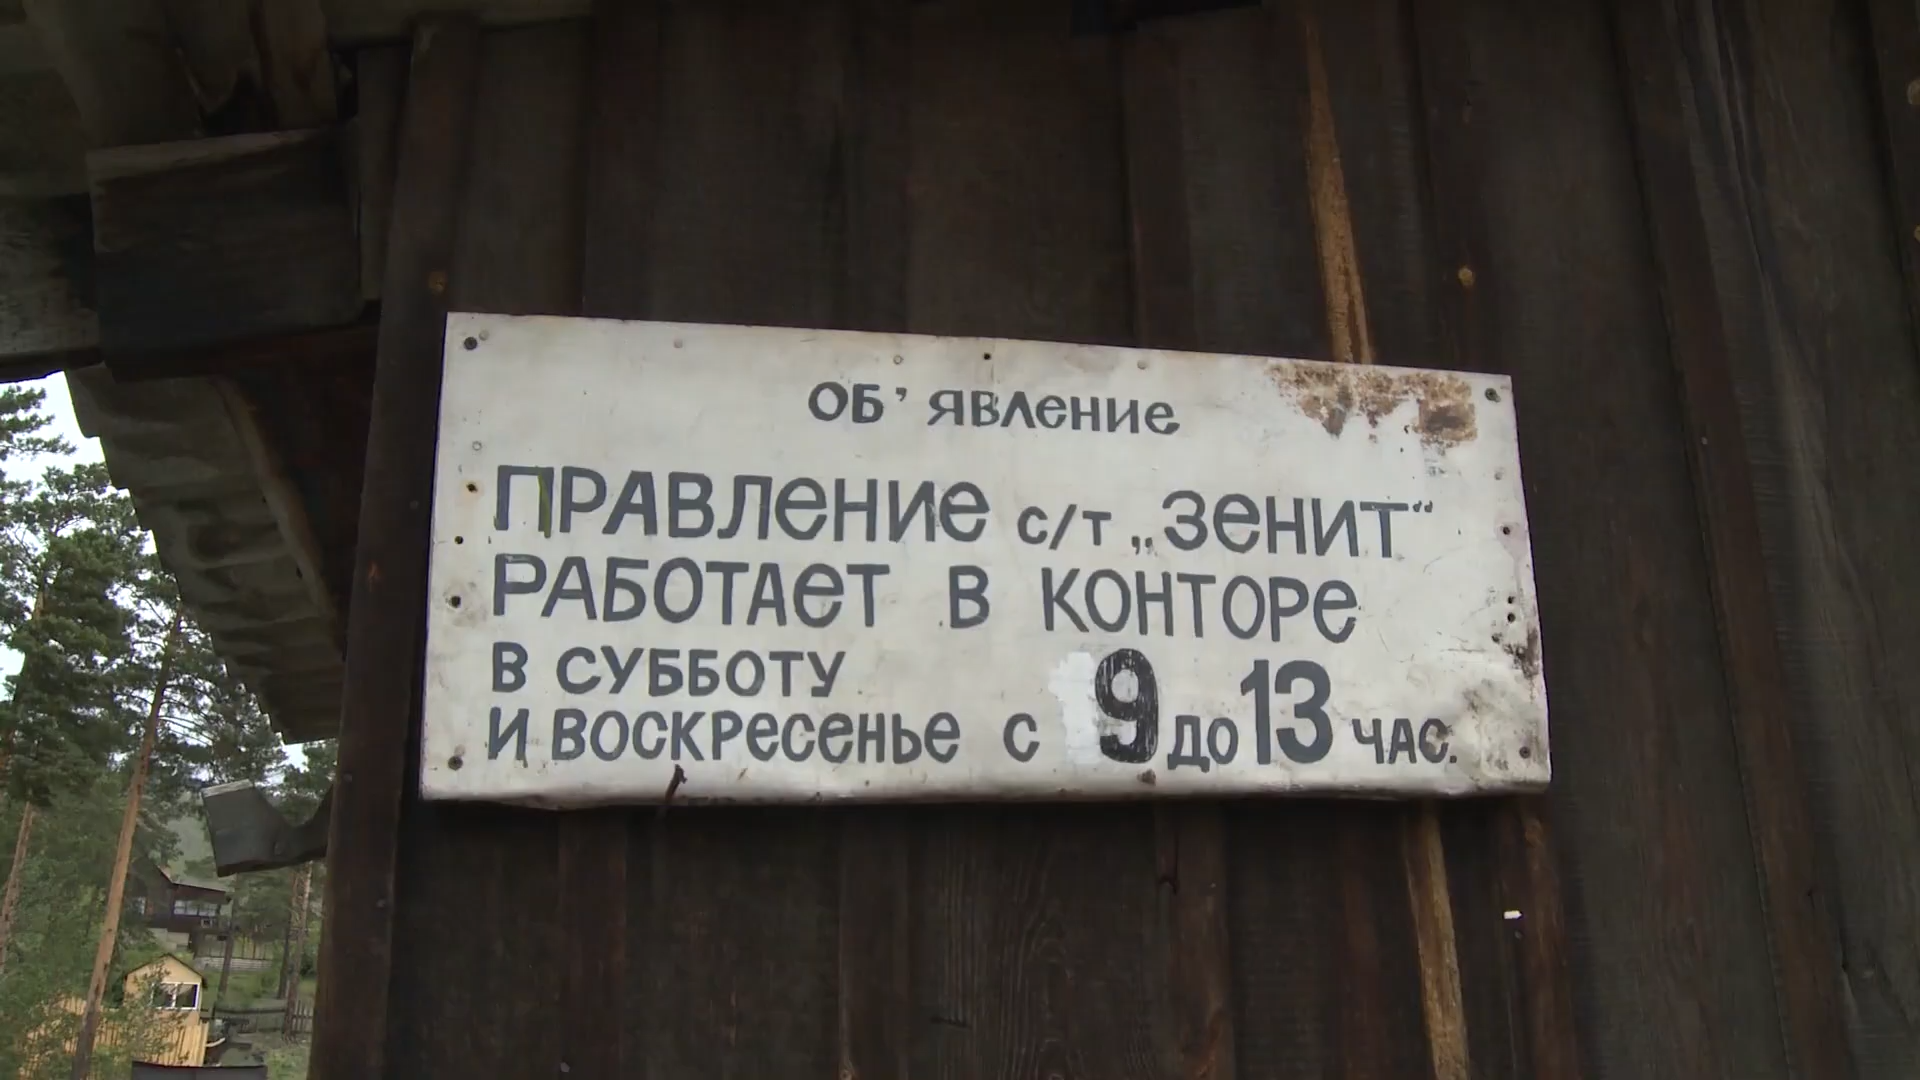 ОБ'ЯВЛЕНИЕ
ПРАВЛЕНИЕ с/т „ЗЕНИТ“
РАБОТАЕТ В КОНТОРЕ
В СУББОТУ
И ВОСКРЕСЕНЬЕ С 9 ДО 13 ЧАС.